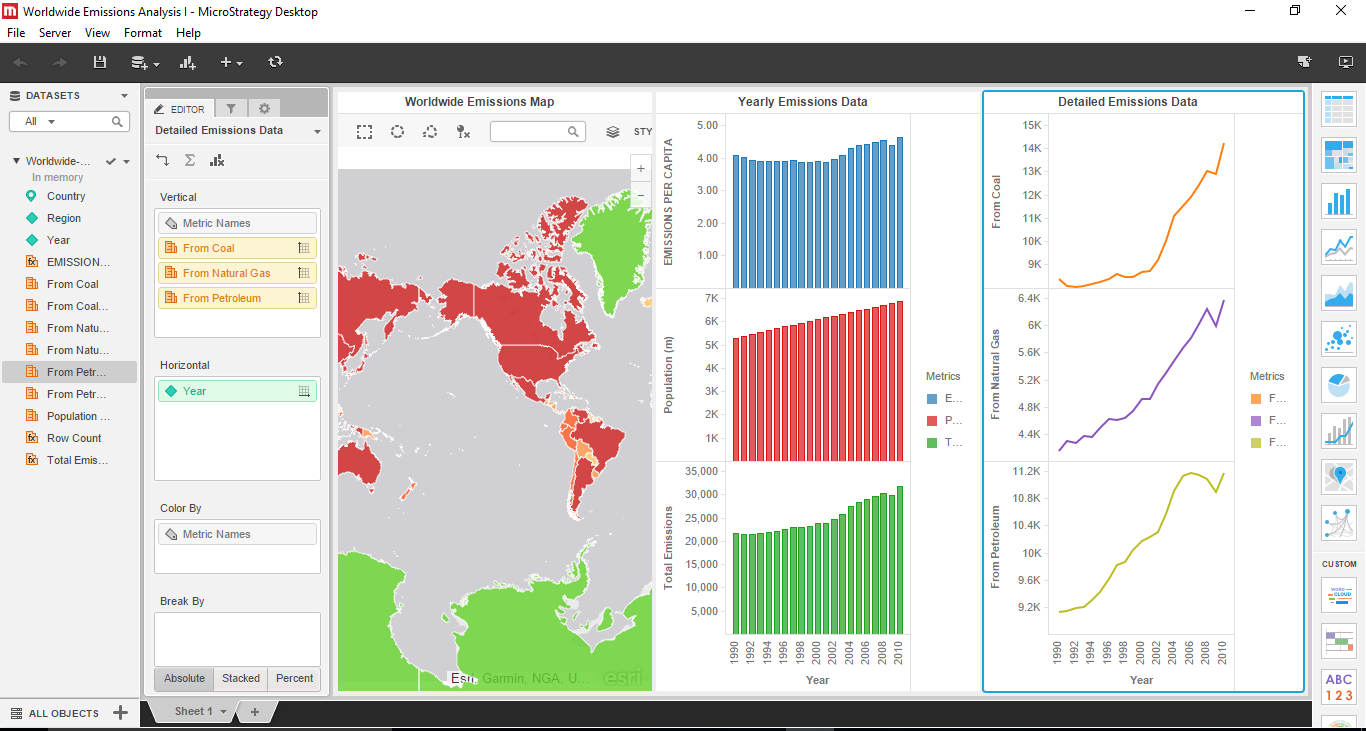 Worldwide Emissions Analysis I - MicroStrategy Desktop
File Server View Format Help
DATASETS
All
Worldwide-...
In memory
Country
Region
Year
EMISSION...
From Coal
From Coal...
From Natu...
From Natu...
From Petr...
From Petr...
Population ...
Row Count
Total Emis...
ALL OBJECTS
EDITOR
Detailed Emissions Data
Vertical
Metric Names
From Coal
From Natural Gas
From Petroleum
Horizontal
Year
Color By
Metric Names
Break By
Absolute Stacked Percent
Sheet 1
Worldwide Emissions Map
STY
Esri, Garmin, NGA, U...
esri
Yearly Emissions Data
EMISSIONS PER CAPITA
5.00
4.00
3.00
2.00
1.00
Population (m)
7K
6K
5K
4K
3K
2K
1K
Total Emissions
35,000
30,000
25,000
20,000
15,000
10,000
5,000
1990 1992 1994 1996 1998 2000 2002 2004 2006 2008 2010
Year
Metrics
E...
P...
T...
Detailed Emissions Data
From Coal
15K
14K
13K
12K
11K
10K
9K
From Natural Gas
6.4K
6K
5.6K
5.2K
4.8K
4.4K
From Petroleum
11.2K
10.8K
10.4K
10K
9.6K
9.2K
1990 1992 1994 1996 1998 2000 2002 2004 2006 2008 2010
Year
Metrics
F...
F...
F...
CUSTOM
WORD
CLOUD
ABC
123